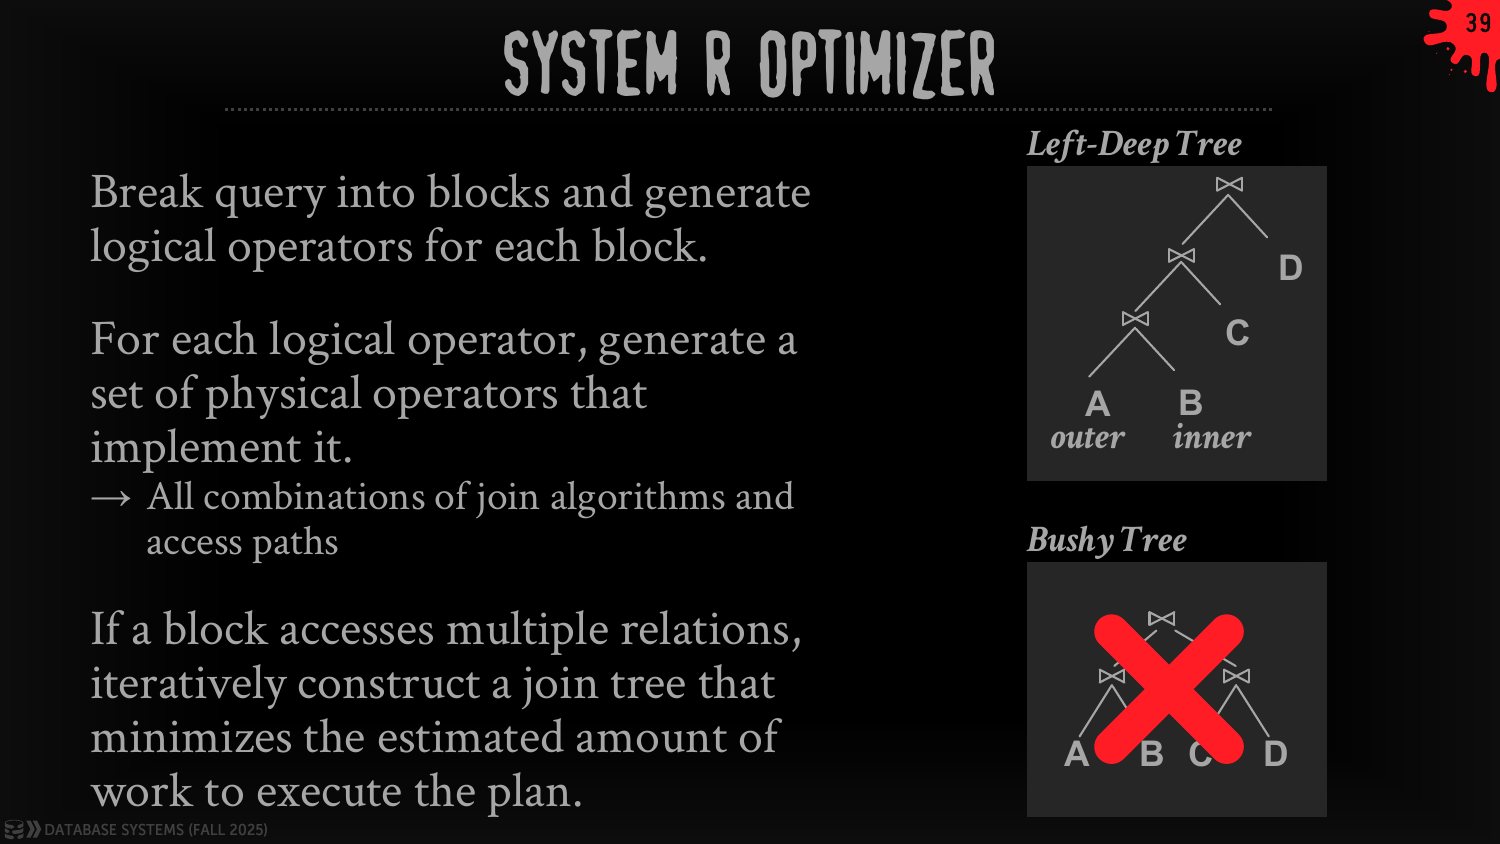 39
SYSTEM R OPTIMIZER
Break query into blocks and generate
logical operators for each block.
For each logical operator, generate a
set of physical operators that
implement it.
→ All combinations of join algorithms and
access paths
If a block accesses multiple relations,
iteratively construct a join tree that
minimizes the estimated amount of
work to execute the plan.
Left-Deep Tree
⋈
⋈ D
⋈ C
A B
outer inner
Bushy Tree
⋈
⋈ ⋈
A B C D
DATABASE SYSTEMS (FALL 2025)